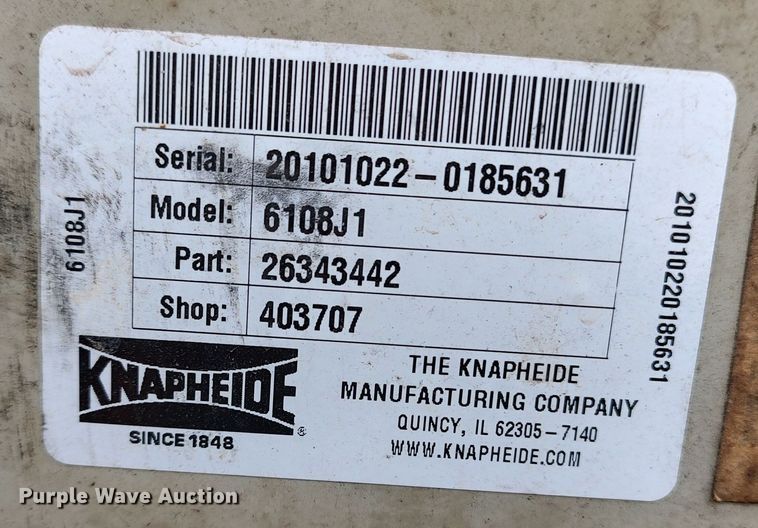 Serial: 20101022-0185631
Model: 6108J1
Part: 26343442
Shop: 403707
6108J1
201010220185631
KNAPHEIDE
®
SINCE 1848
THE KNAPHEIDE
MANUFACTURING COMPANY
QUINCY, IL 62305-7140
WWW.KNAPHEIDE.COM
Purple Wave Auction